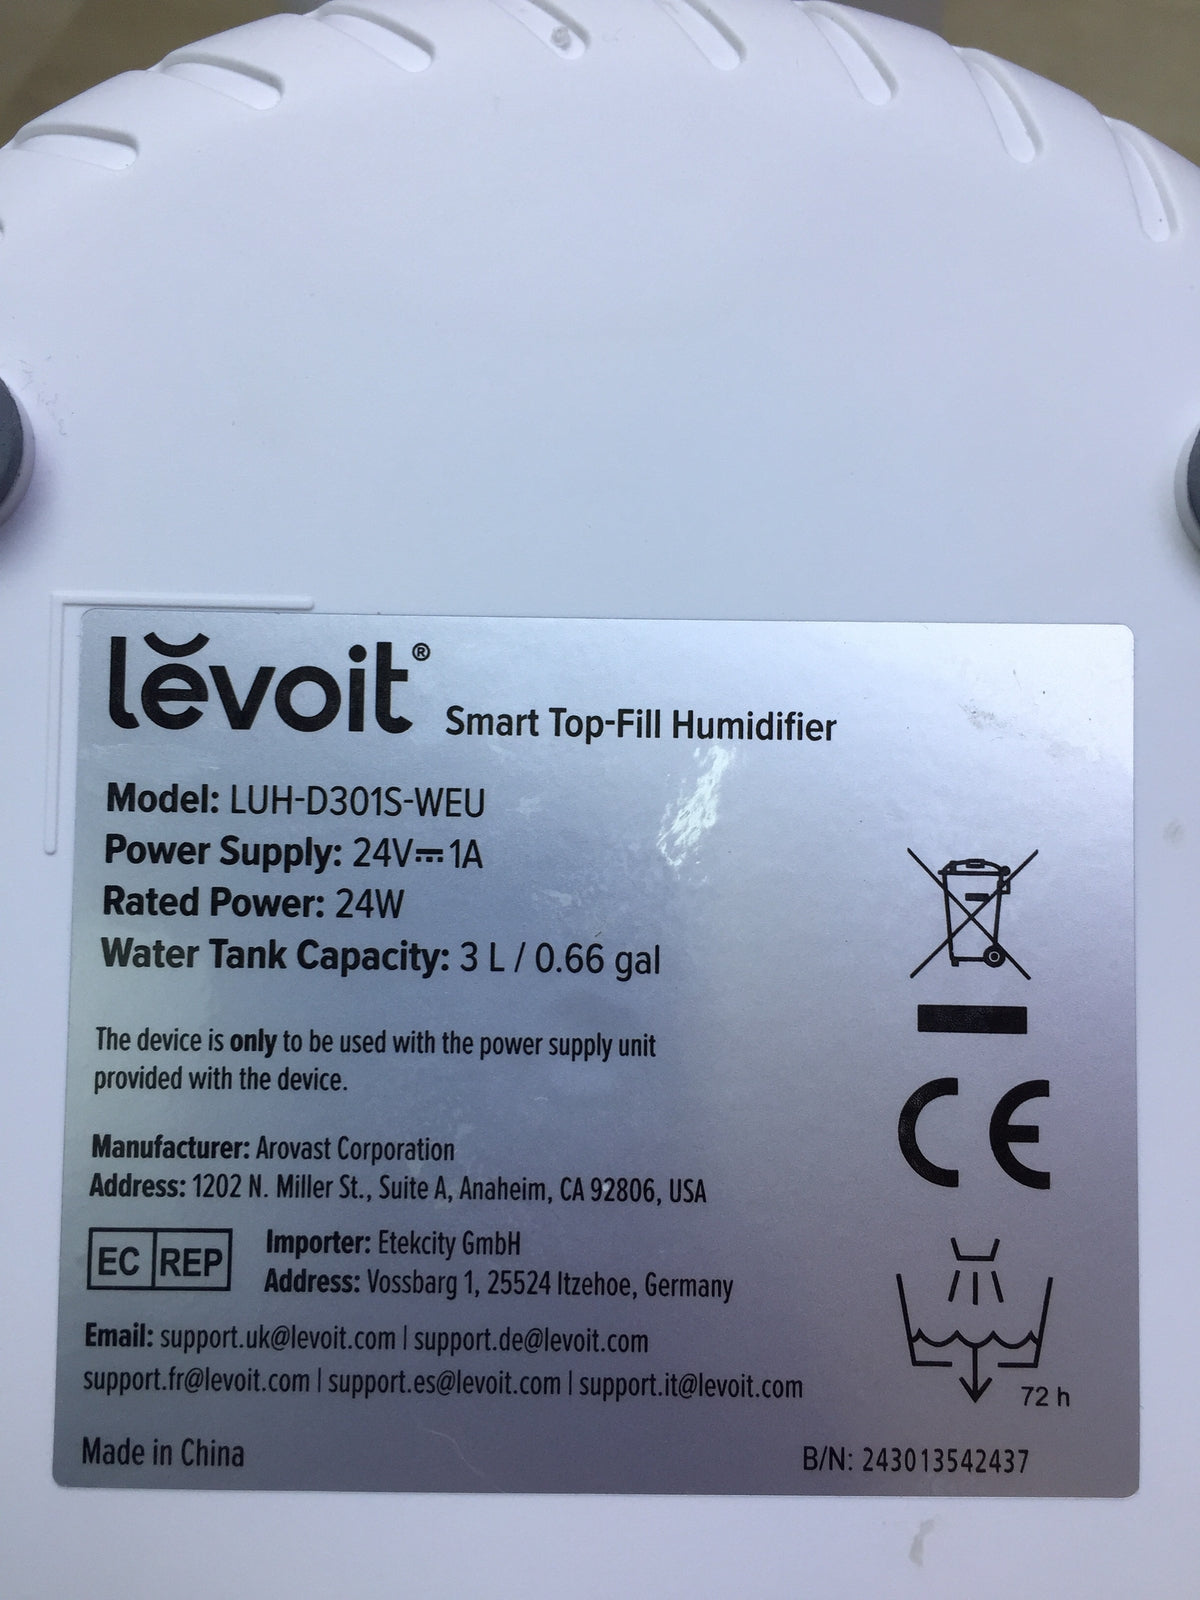 lĕvoit® Smart Top-Fill Humidifier
Model: LUH-D301S-WEU
Power Supply: 24V⎓1A
Rated Power: 24W
Water Tank Capacity: 3 L / 0.66 gal
The device is only to be used with the power supply unit
provided with the device.
Manufacturer: Arovast Corporation
Address: 1202 N. Miller St., Suite A, Anaheim, CA 92806, USA
EC REP
Importer: Etekcity GmbH
Address: Vossbarg 1, 25524 Itzehoe, Germany
Email: support.uk@levoit.com | support.de@levoit.com
support.fr@levoit.com | support.es@levoit.com | support.it@levoit.com
Made in China
CE
72 h
B/N: 243013542437